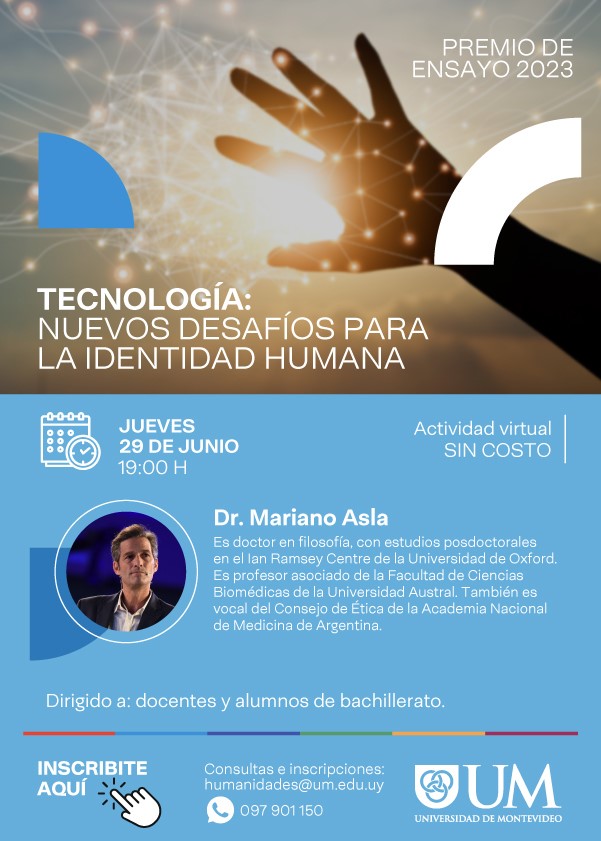 PREMIO DE
ENSAYO 2023
TECNOLOGÍA:
NUEVOS DESAFÍOS PARA
LA IDENTIDAD HUMANA
JUEVES
29 DE JUNIO
19:00 H
Actividad virtual
SIN COSTO
Dr. Mariano Asla
Es doctor en filosofía, con estudios posdoctorales
en el Ian Ramsey Centre de la Universidad de Oxford.
Es profesor asociado de la Facultad de Ciencias
Biomédicas de la Universidad Austral. También es
vocal del Consejo de Ética de la Academia Nacional
de Medicina de Argentina.
Dirigido a: docentes y alumnos de bachillerato.
INSCRIBITE
AQUÍ
Consultas e inscripciones:
humanidades@um.edu.uy
097 901 150
UM
UNIVERSIDAD DE MONTEVIDEO